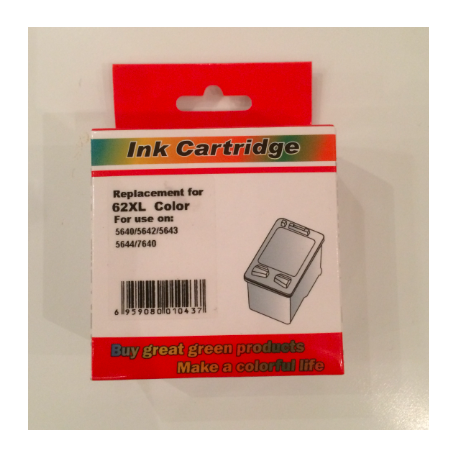 Ink Cartridge
Replacement for
62XL Color
For use on:
5640/5642/5643
5644/7640
6 959080 010437
Buy great green products
Make a colorful life